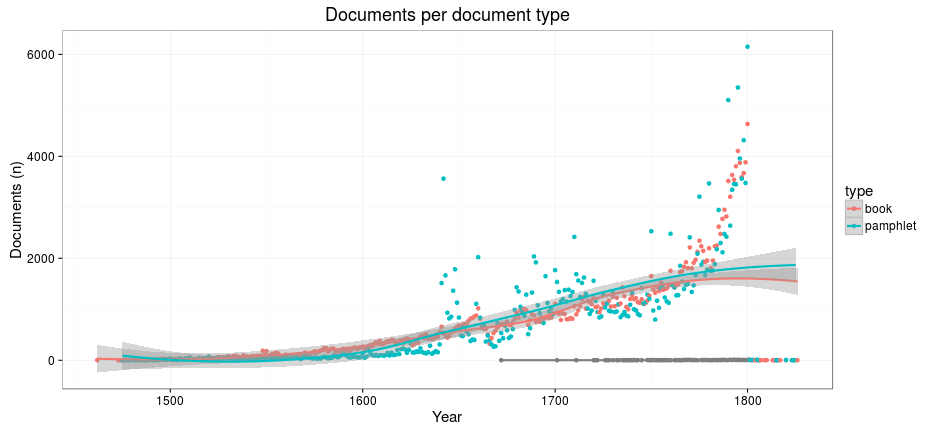 Documents per document type
6000
4000
2000
0
Documents (n)
1500
1600
1700
1800
Year
type
book
pamphlet